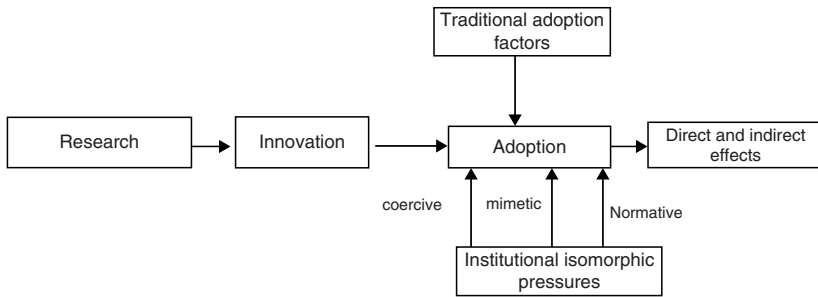 Traditional adoption
factors
Research
Innovation
Adoption
Direct and indirect
effects
coercive
mimetic
Normative
Institutional isomorphic
pressures